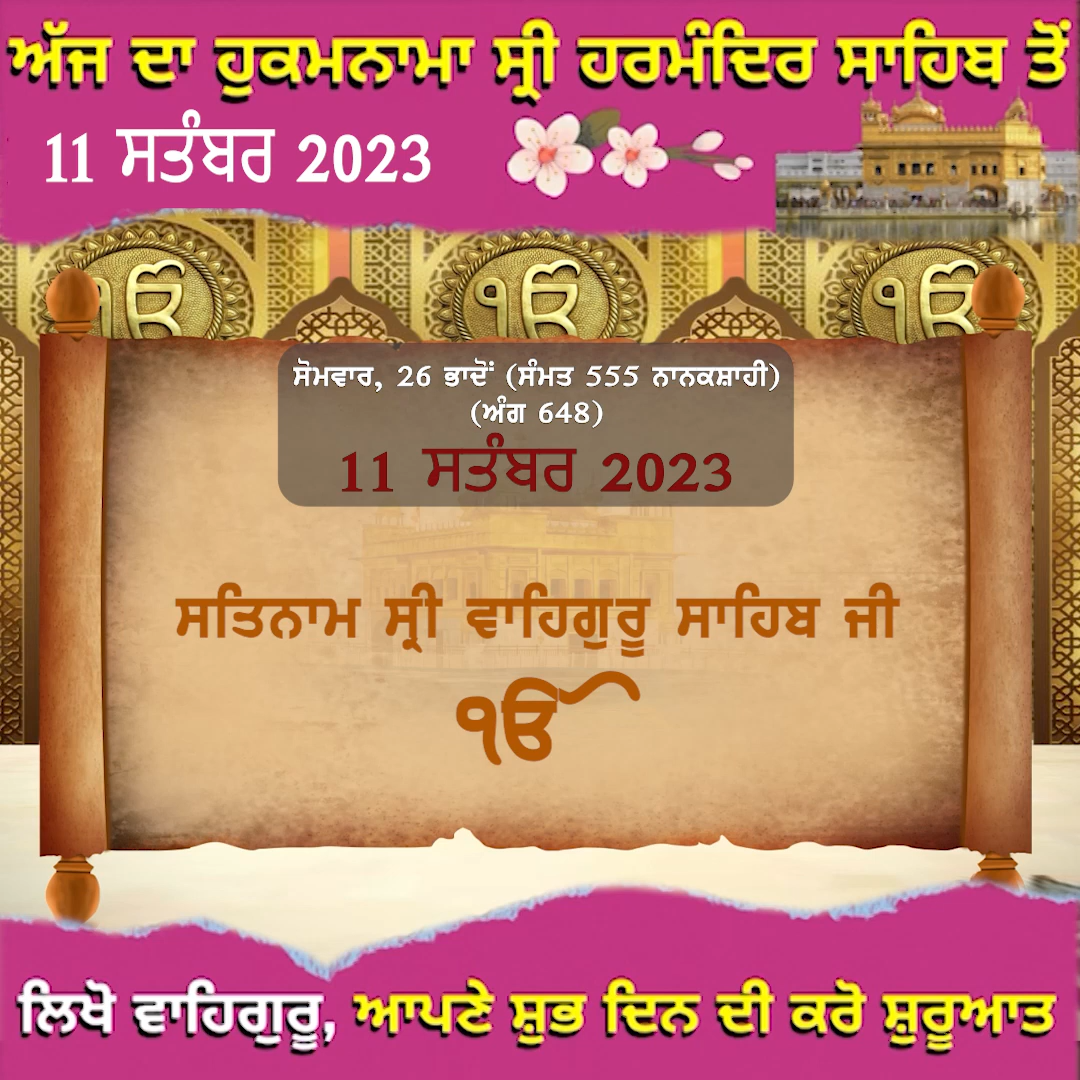 ਅੱਜ ਦਾ ਹੁਕਮਨਾਮਾ ਸ੍ਰੀ ਹਰਮੰਦਿਰ ਸਾਹਿਬ ਤੋਂ
11 ਸਤੰਬਰ 2023
ੴ ੴ ੴ
ਸੋਮਵਾਰ, 26 ਭਾਦੋਂ (ਸੰਮਤ 555 ਨਾਨਕਸ਼ਾਹੀ)
(ਅੰਗ 648)
11 ਸਤੰਬਰ 2023
ਸਤਿਨਾਮ ਸ੍ਰੀ ਵਾਹਿਗੁਰੂ ਸਾਹਿਬ ਜੀ
ੴ
ਲਿਖੋ ਵਾਹਿਗੁਰੂ, ਆਪਣੇ ਸ਼ੁਭ ਦਿਨ ਦੀ ਕਰੋ ਸ਼ੁਰੂਆਤ